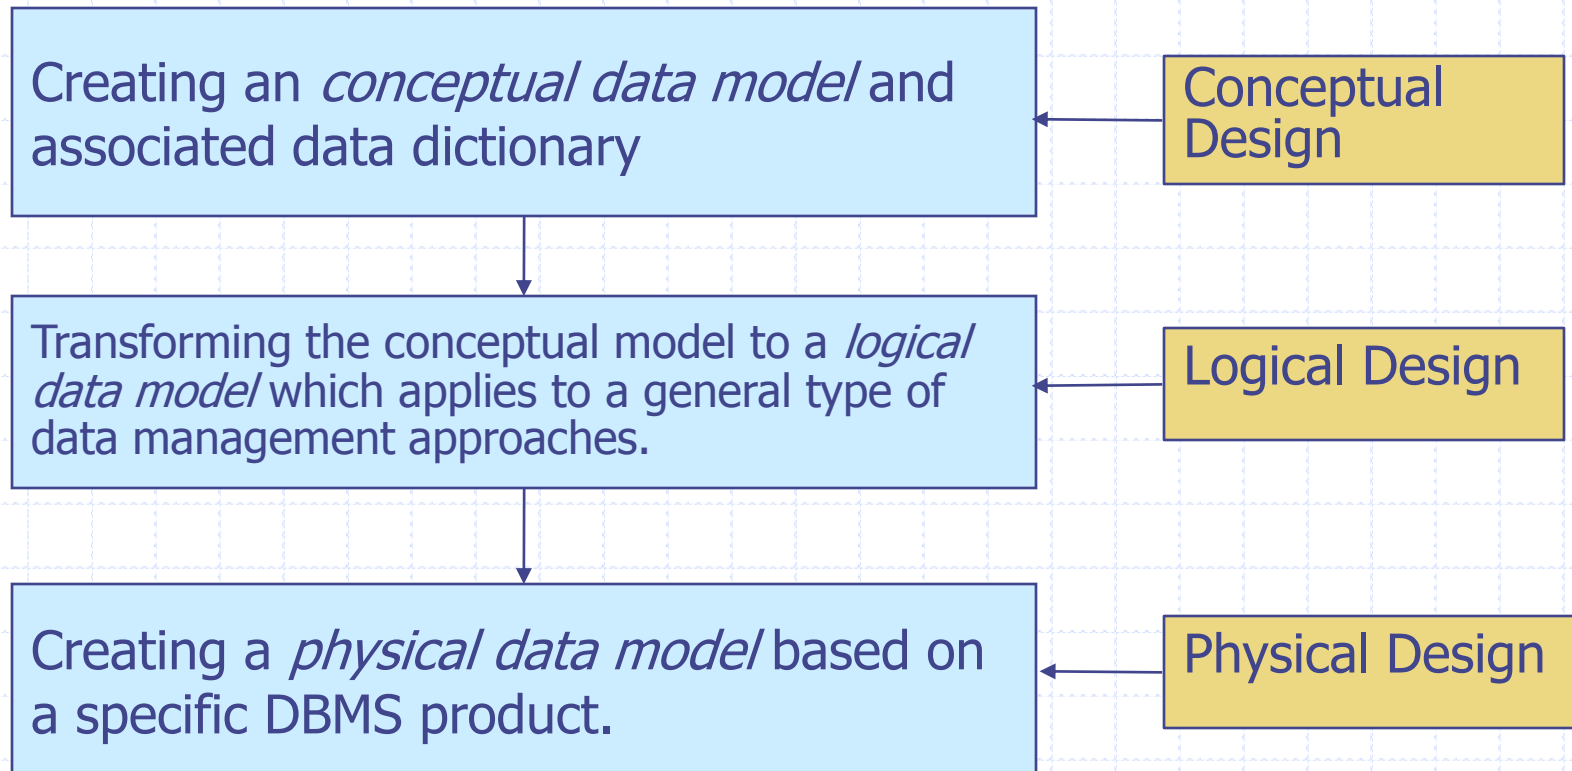 Creating an conceptual data model and
associated data dictionary
Conceptual
Design
Transforming the conceptual model to a logical
data model which applies to a general type of
data management approaches.
Logical Design
Creating a physical data model based on
a specific DBMS product.
Physical Design